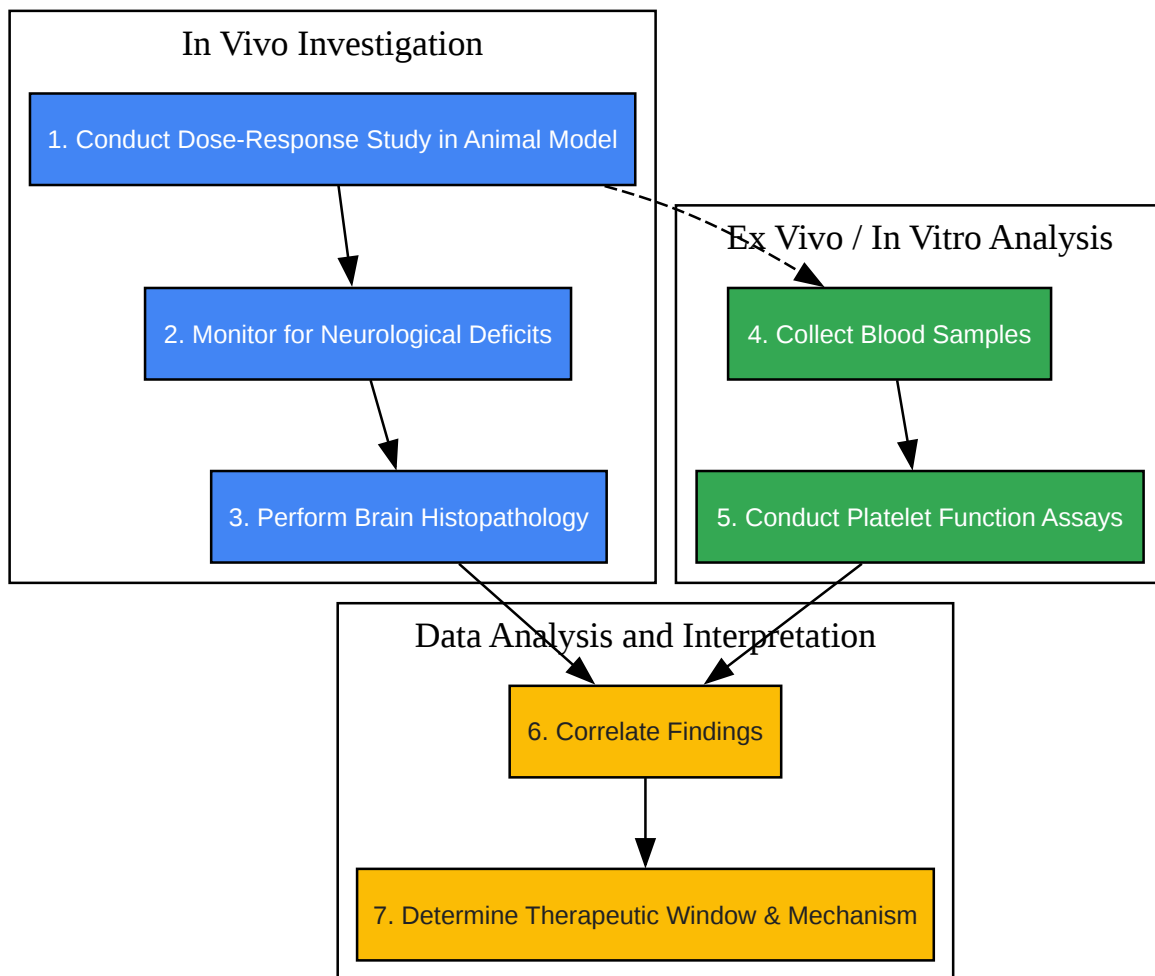 In Vivo Investigation
1. Conduct Dose-Response Study in Animal Model
2. Monitor for Neurological Deficits
3. Perform Brain Histopathology
Ex Vivo / In Vitro Analysis
4. Collect Blood Samples
5. Conduct Platelet Function Assays
Data Analysis and Interpretation
6. Correlate Findings
7. Determine Therapeutic Window & Mechanism